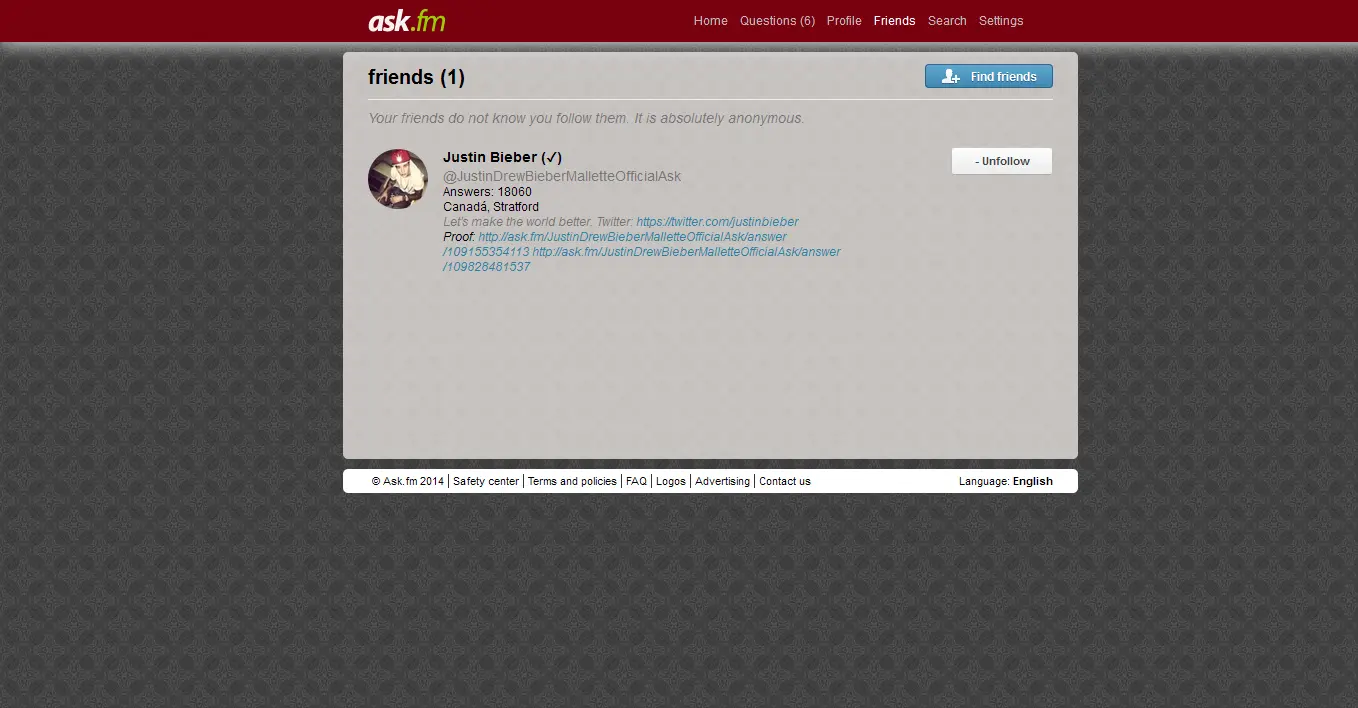 ask.fm
Home Questions (6) Profile Friends Search Settings
friends (1)
Find friends
Your friends do not know you follow them. It is absolutely anonymous.
Justin Bieber (✓)
- Unfollow
@JustinDrewBieberMalletteOfficialAsk
Answers: 18060
Canadá, Stratford
Let's make the world better. Twitter: https://twitter.com/justinbieber
Proof: http://ask.fm/JustinDrewBieberMalletteOfficialAsk/answer
/109155354113 http://ask.fm/JustinDrewBieberMalletteOfficialAsk/answer
/109828481537
© Ask.fm 2014 | Safety center | Terms and policies | FAQ | Logos | Advertising | Contact us
Language: English